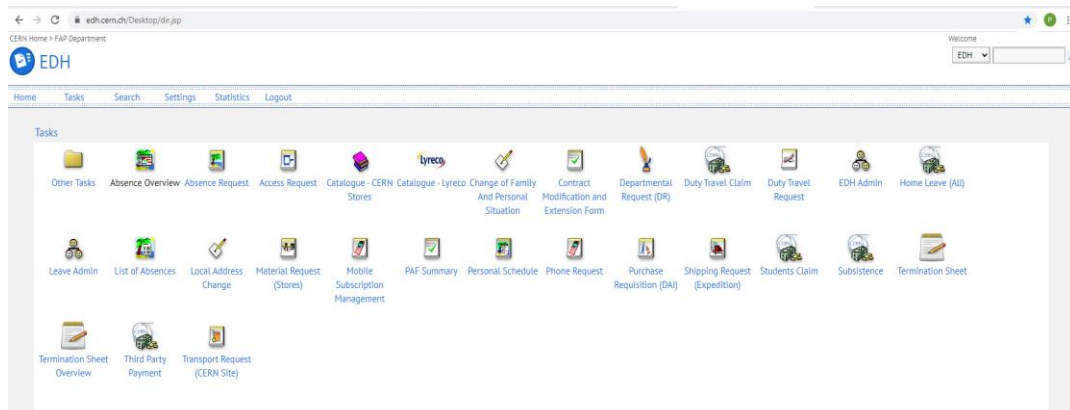 edh.cern.ch/Desktop/dir.jsp
P
CERN Home > FAP Department
Welcome
EDH
EDH
Home Tasks Search Settings Statistics Logout
Tasks
Lyreco
Other Tasks Absence Overview Absence Request Access Request Catalogue - CERN Catalogue - Lyreco Change of Family Contract Departmental Duty Travel Claim Duty Travel EDH Admin Home Leave (All)
Stores And Personal Modification and Request (DR) Request
Situation Extension Form
Leave Admin List of Absences Local Address Material Request Mobile PAF Summary Personal Schedule Phone Request Purchase Shipping Request Students Claim Subsistence Termination Sheet
Change (Stores) Subscription Requisition (DAI) (Expedition)
Management
Termination Sheet Third Party Transport Request
Overview Payment (CERN Site)